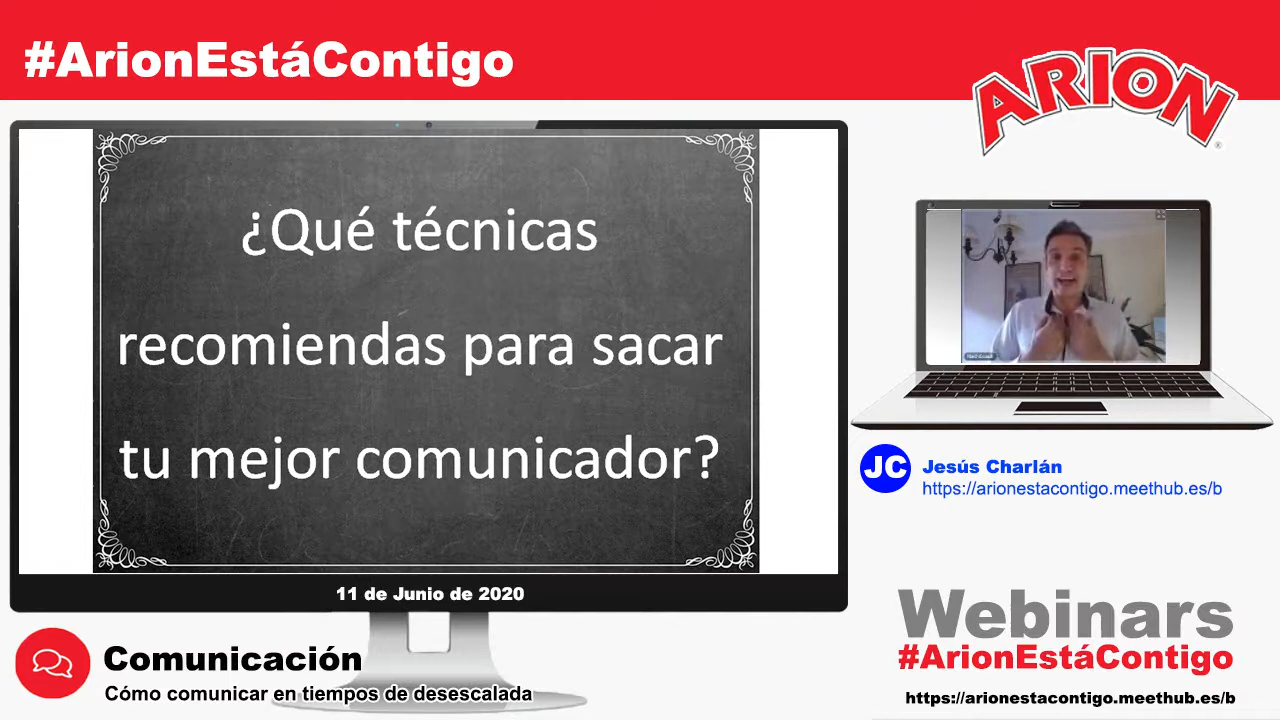 #ArionEstáContigo
ARION
®
¿Qué técnicas
recomiendas para sacar
tu mejor comunicador?
11 de Junio de 2020
JC
Jesús Charlán
https://arionestacontigo.meethub.es/b
Comunicación
Cómo comunicar en tiempos de desescalada
Webinars
#ArionEstáContigo
https://arionestacontigo.meethub.es/b